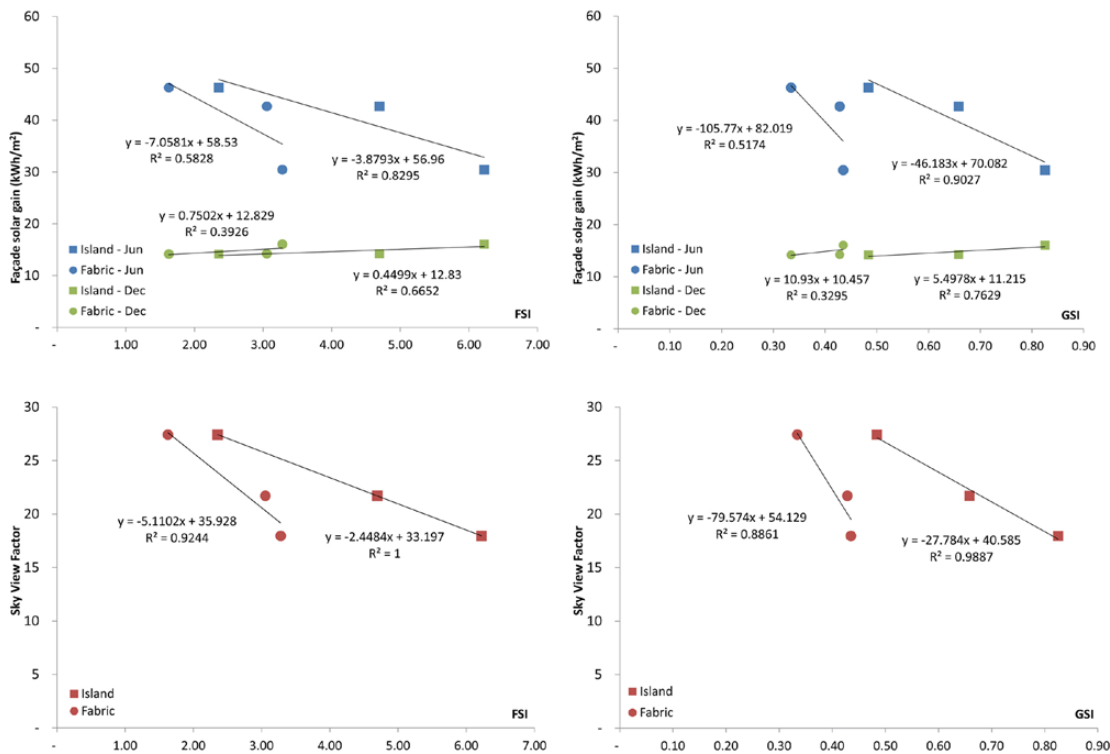 60
50
40
30
20
10
-
Façade solar gain (kWh/m²)
y = -7.0581x + 58.53
R² = 0.5828
y = -3.8793x + 56.96
R² = 0.8295
y = 0.7502x + 12.829
R² = 0.3926
y = 0.4499x + 12.83
R² = 0.6652
Island - Jun
Fabric - Jun
Island - Dec
Fabric - Dec
FSI
- 1.00 2.00 3.00 4.00 5.00 6.00 7.00
60
50
40
30
20
10
-
Façade solar gain (kWh/m²)
y = -105.77x + 82.019
R² = 0.5174
y = -46.183x + 70.082
R² = 0.9027
y = 10.93x + 10.457
R² = 0.3295
y = 5.4978x + 11.215
R² = 0.7629
Island - Jun
Fabric - Jun
Island - Dec
Fabric - Dec
GSI
- 0.10 0.20 0.30 0.40 0.50 0.60 0.70 0.80 0.90
30
25
20
15
10
5
-
Sky View Factor
y = -5.1102x + 35.928
R² = 0.9244
y = -2.4484x + 33.197
R² = 1
Island
Fabric
FSI
- 1.00 2.00 3.00 4.00 5.00 6.00 7.00
30
25
20
15
10
5
-
Sky View Factor
y = -79.574x + 54.129
R² = 0.8861
y = -27.784x + 40.585
R² = 0.9887
Island
Fabric
GSI
- 0.10 0.20 0.30 0.40 0.50 0.60 0.70 0.80 0.90